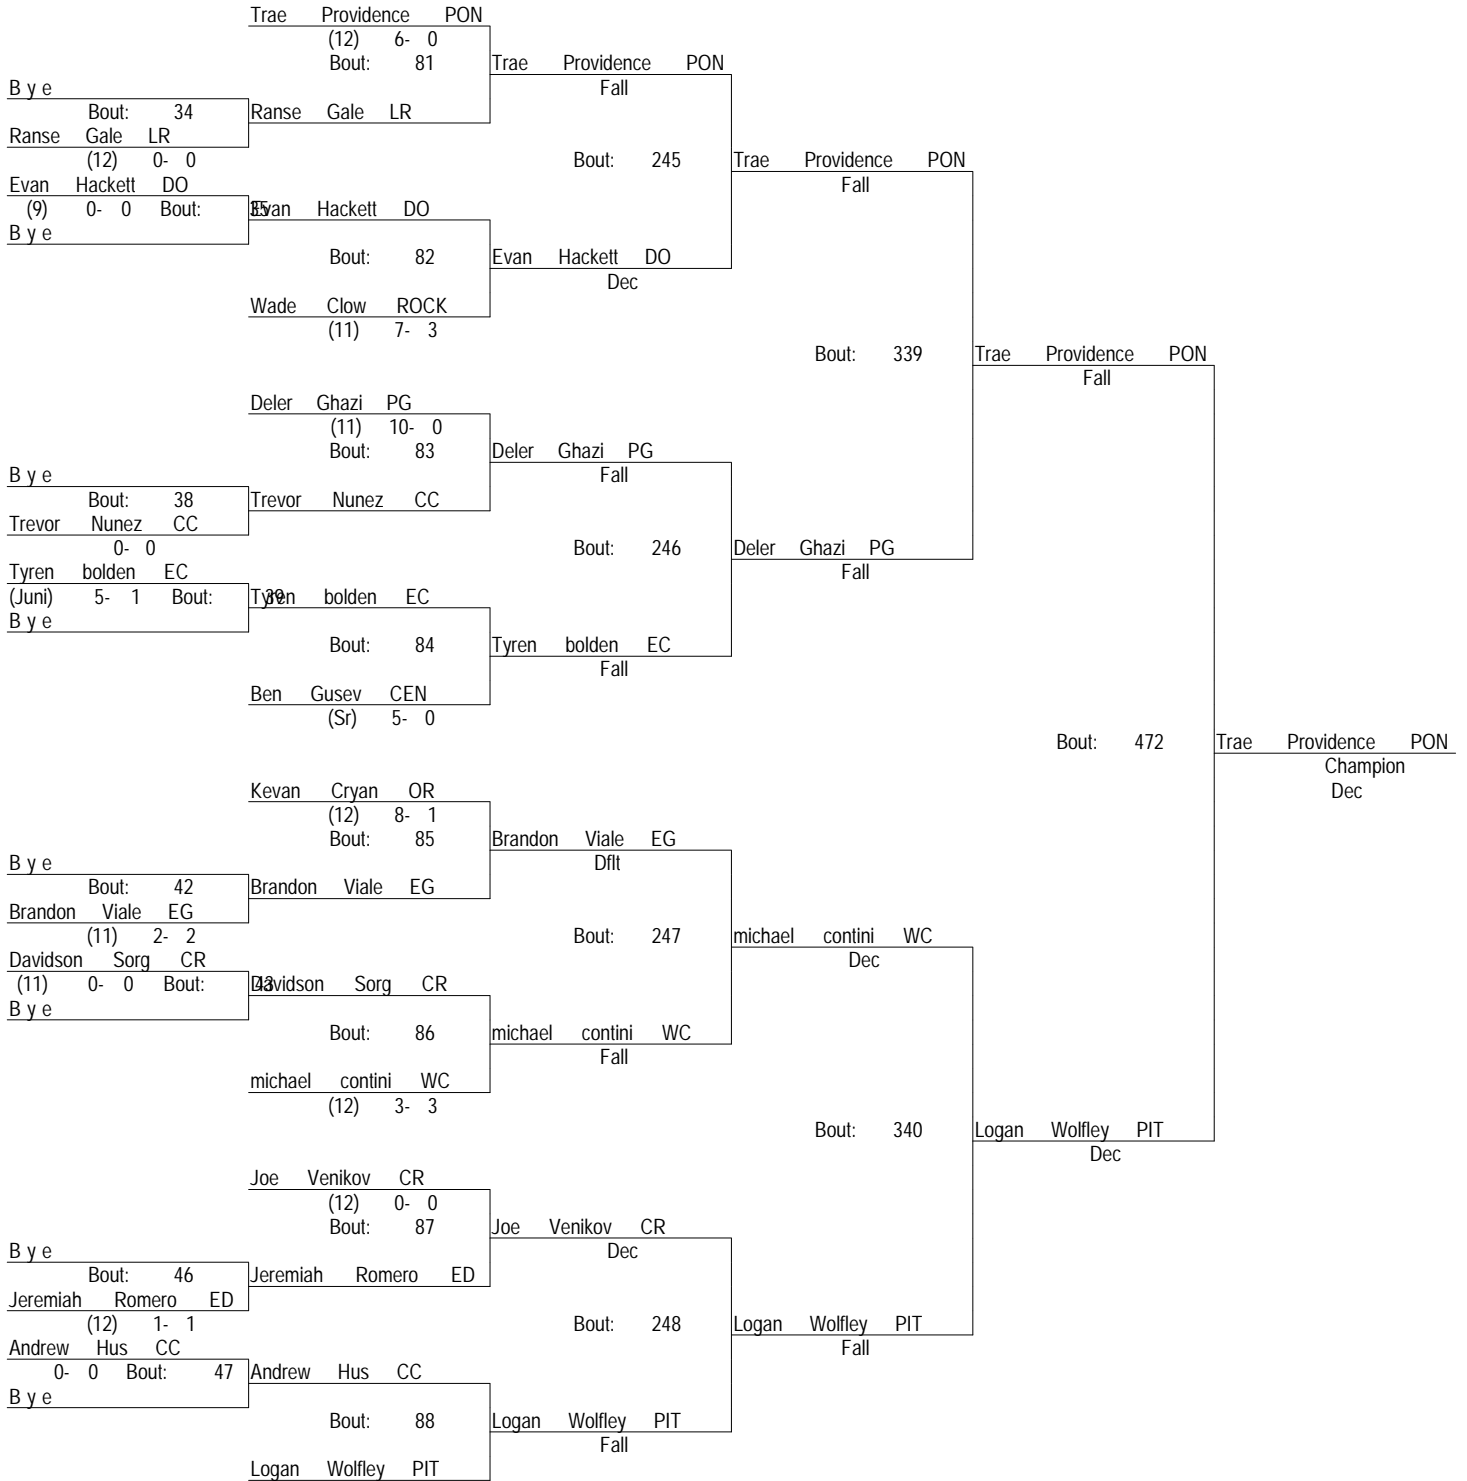 Trae Providence PON
(12) 6- 0
Bout: 81
Trae Providence PON
Fall
B y e
Bout: 34
Ranse Gale LR
Ranse Gale LR
(12) 0- 0
Bout: 245
Trae Providence PON
Fall
Evan Hackett DO
(9) 0- 0 Bout: 35
Evan Hackett DO
B y e
Bout: 82
Evan Hackett DO
Dec
Wade Clow ROCK
(11) 7- 3
Bout: 339
Trae Providence PON
Fall
Deler Ghazi PG
(11) 10- 0
Bout: 83
Deler Ghazi PG
Fall
B y e
Bout: 38
Trevor Nunez CC
Trevor Nunez CC
0- 0
Bout: 246
Deler Ghazi PG
Fall
Tyren bolden EC
(Juni) 5- 1 Bout: 39
Tyren bolden EC
B y e
Bout: 84
Tyren bolden EC
Fall
Ben Gusev CEN
(Sr) 5- 0
Bout: 472
Trae Providence PON
Champion
Dec
Kevan Cryan OR
(12) 8- 1
Bout: 85
Brandon Viale EG
Dflt
B y e
Bout: 42
Brandon Viale EG
Brandon Viale EG
(11) 2- 2
Bout: 247
michael contini WC
Dec
Davidson Sorg CR
(11) 0- 0 Bout: 43
Davidson Sorg CR
B y e
Bout: 86
michael contini WC
Fall
michael contini WC
(12) 3- 3
Bout: 340
Logan Wolfley PIT
Dec
Joe Venikov CR
(12) 0- 0
Bout: 87
Joe Venikov CR
Dec
B y e
Bout: 46
Jeremiah Romero ED
Jeremiah Romero ED
(12) 1- 1
Bout: 248
Logan Wolfley PIT
Fall
Andrew Hus CC
0- 0 Bout: 47
Andrew Hus CC
B y e
Bout: 88
Logan Wolfley PIT
Fall
Logan Wolfley PIT